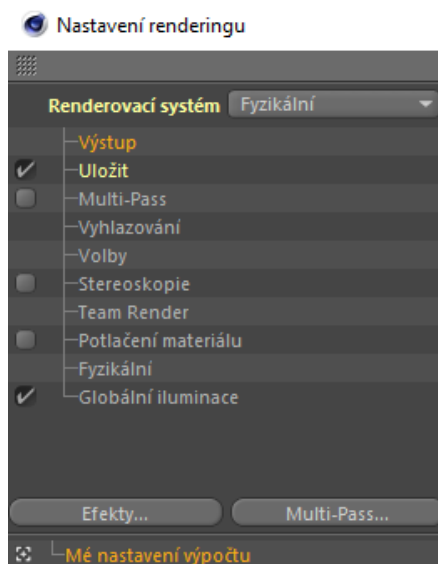 Nastavení renderingu
Renderovací systém Fyzikální
Výstup
Uložit
Multi-Pass
Vyhlazování
Volby
Stereoskopie
Team Render
Potlačení materiálu
Fyzikální
Globální iluminace
Efekty... Multi-Pass...
Mé nastavení výpočtu